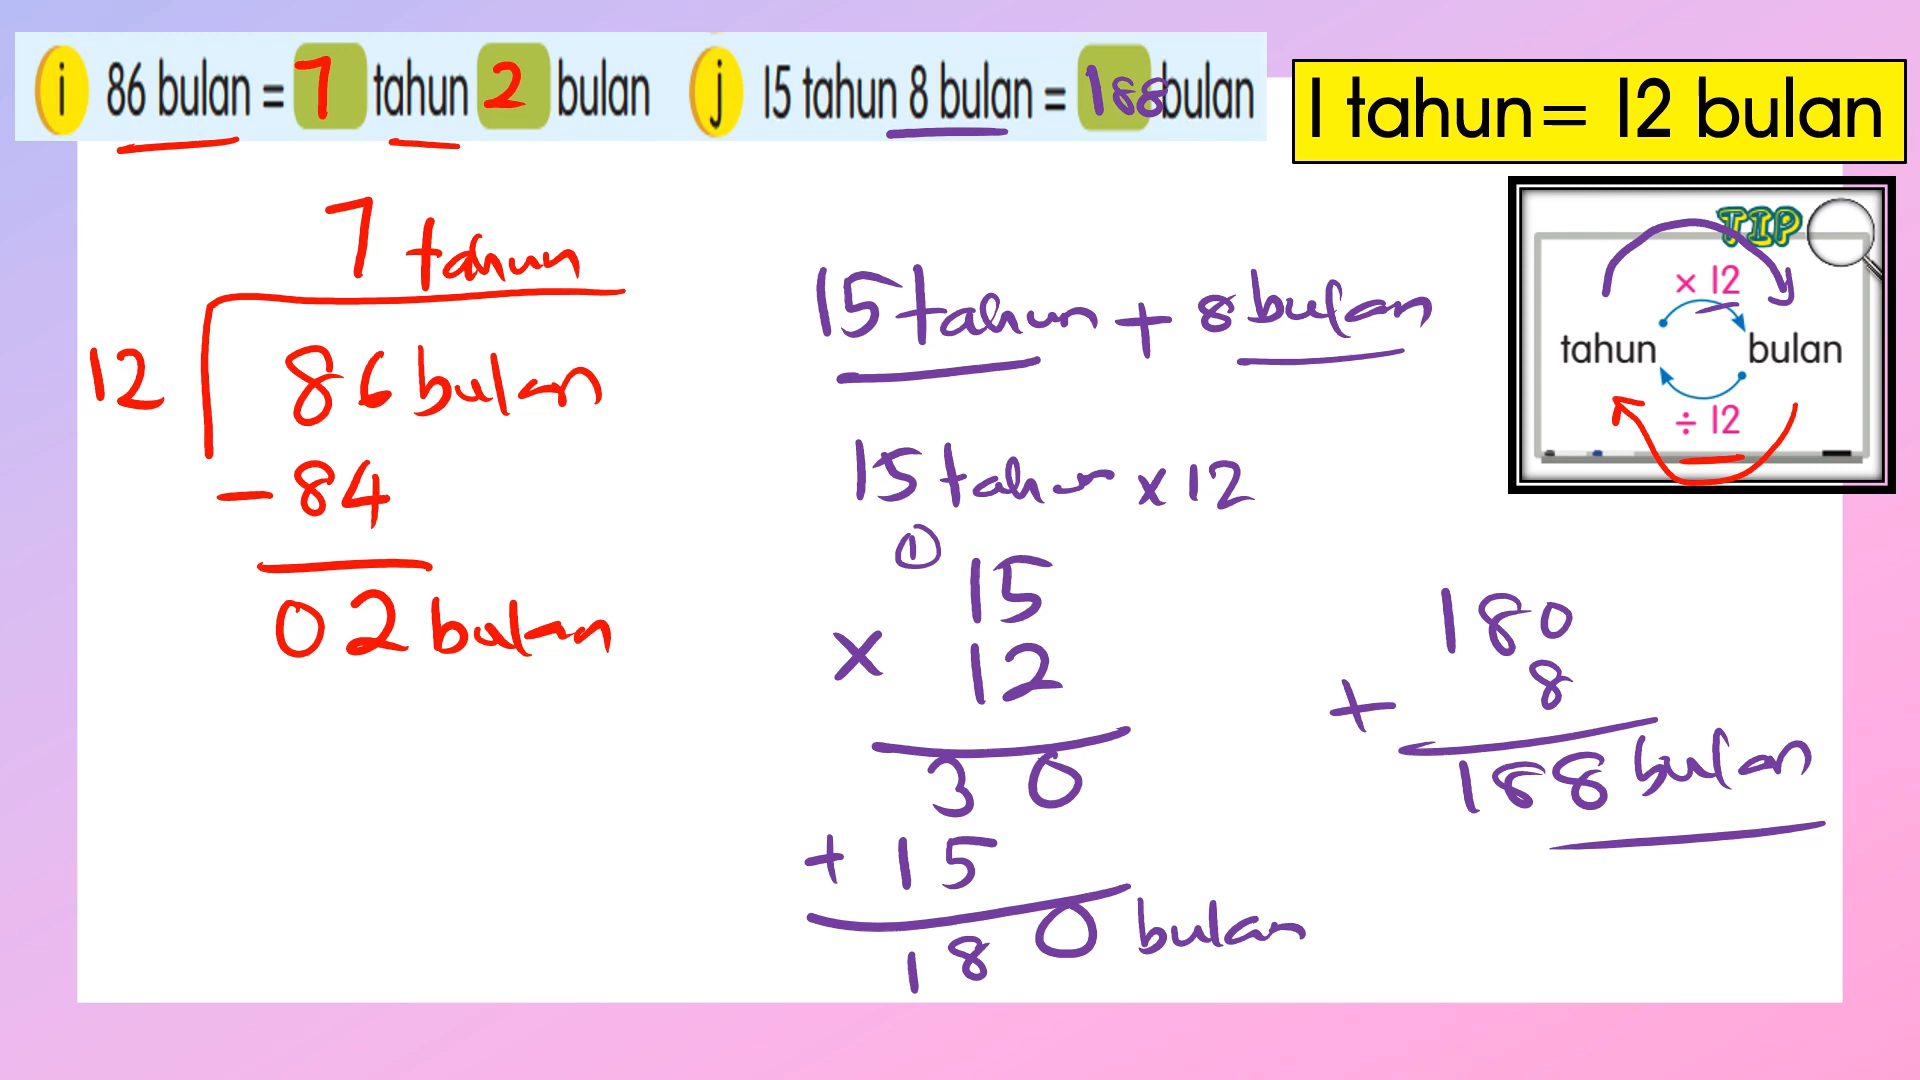 i 86 bulan = 7 tahun 2 bulan
j 15 tahun 8 bulan = 188 bulan
1 tahun = 12 bulan
TIP
× 12
tahun bulan
÷ 12
7 tahun
12 86 bulan
- 84
02 bulan
15 tahun + 8 bulan
15 tahun × 12
1
15
× 12
30
+ 15
180 bulan
180
+ 8
188 bulan